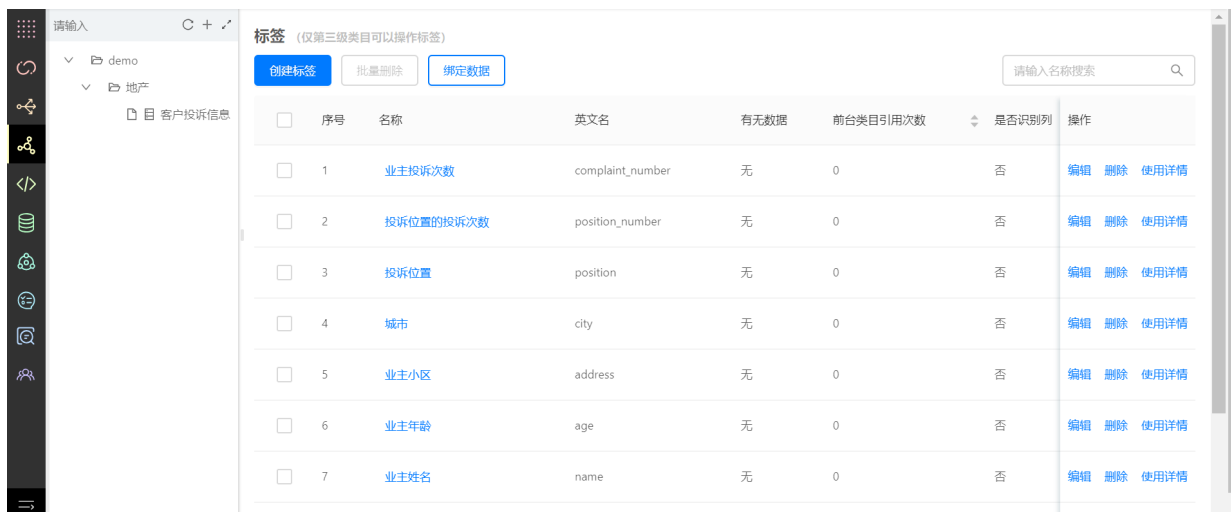 请输入
demo
地产
客户投诉信息
标签 (仅第三级类目可以操作标签)
创建标签 批量删除 绑定数据 请输入名称搜索
序号 名称 英文名 有无数据 前台类目引用次数 是否识别列 操作
1 业主投诉次数 complaint_number 无 0 否 编辑 删除 使用详情
2 投诉位置的投诉次数 position_number 无 0 否 编辑 删除 使用详情
3 投诉位置 position 无 0 否 编辑 删除 使用详情
4 城市 city 无 0 否 编辑 删除 使用详情
5 业主小区 address 无 0 否 编辑 删除 使用详情
6 业主年龄 age 无 0 否 编辑 删除 使用详情
7 业主姓名 name 无 0 否 编辑 删除 使用详情